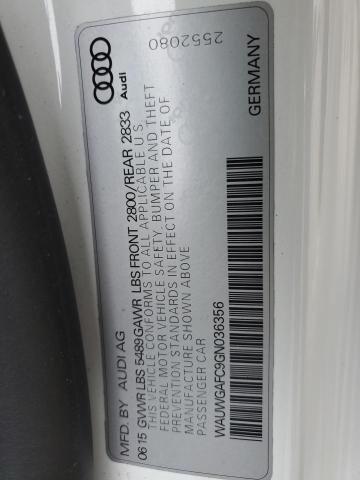 MFD. BY AUDI AG
06 15 GVWR LBS 5489 GAWR LBS FRONT 2800/REAR 2833
THIS VEHICLE CONFORMS TO ALL APPLICABLE U.S.
FEDERAL MOTOR VEHICLE SAFETY, BUMPER AND THEFT
PREVENTION STANDARDS IN EFFECT ON THE DATE OF
MANUFACTURE SHOWN ABOVE
PASSENGER CAR
WAUWGAFC9GN036356
Audi
2552080
GERMANY